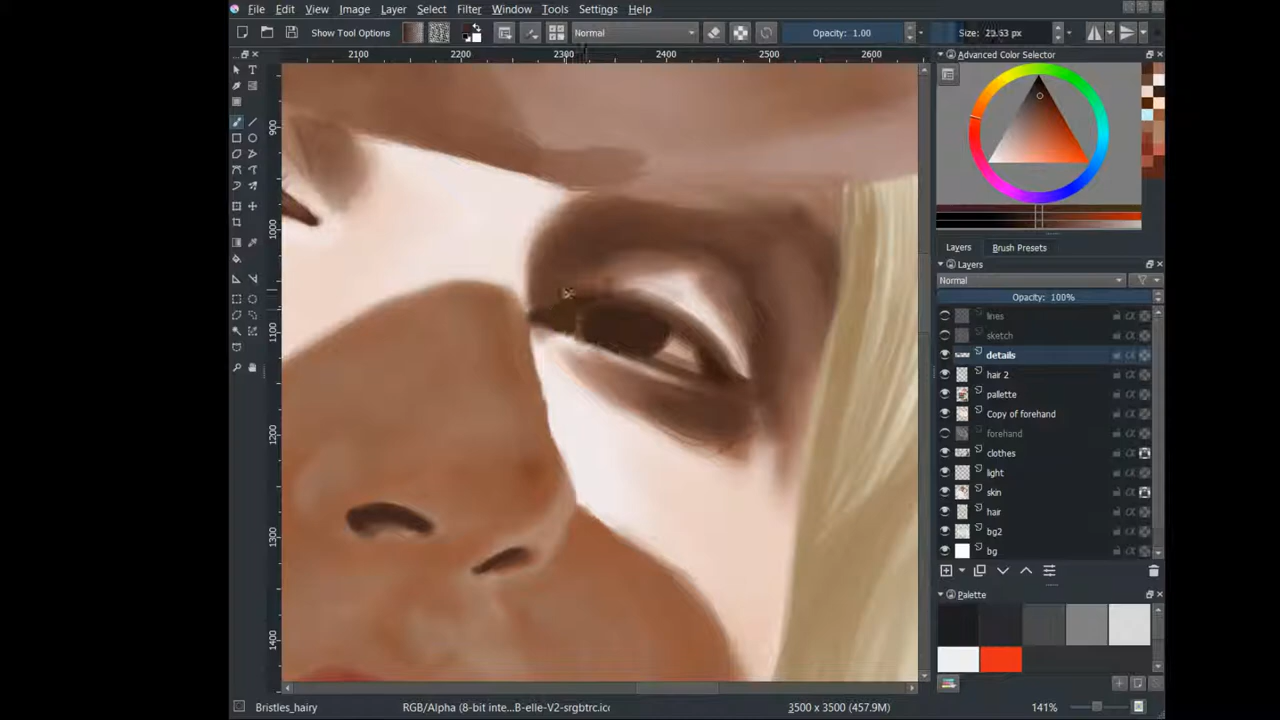 File Edit View Image Layer Select Filter Window Tools Settings Help
Show Tool Options Normal Opacity: 1.00 Size: 29.53 px
2100 2200 2300 2400 2500 2600
900
1000
1100
1200
1300
1400
Advanced Color Selector
Layers Brush Presets
Layers
Normal
Opacity: 100%
lines
sketch
details
hair 2
pallette
Copy of forehand
forehand
clothes
light
skin
hair
bg2
bg
Palette
Bristles_hairy RGB/Alpha (8-bit inte...B-elle-V2-srgbtrc.icc 3500 x 3500 (457.9M) 141%